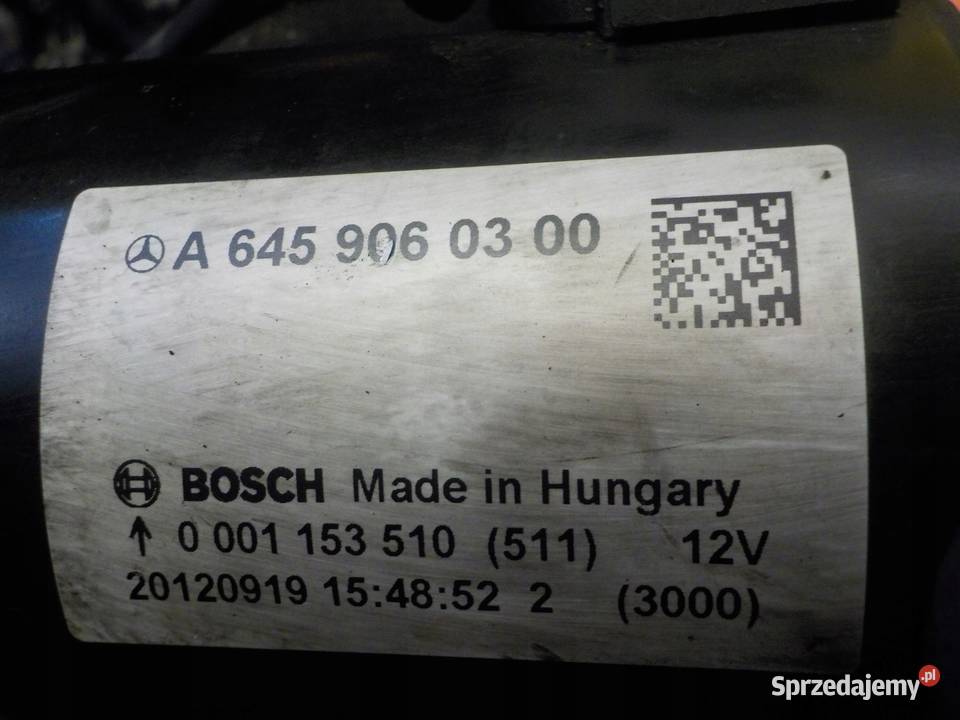 A 645 906 03 00
BOSCH Made in Hungary
↑ 0 001 153 510 (511) 12V
20120919 15:48:52 2 (3000)
Sprzedajemy.pl